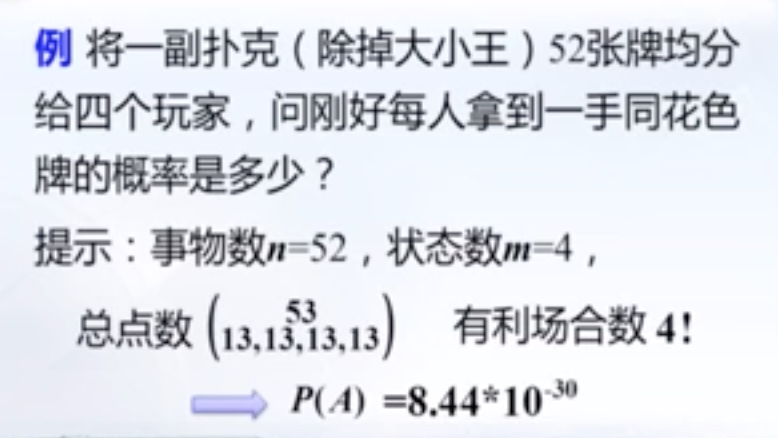 例 将一副扑克（除掉大小王）52张牌均分
给四个玩家，问刚好每人拿到一手同花色
牌的概率是多少？
提示：事物数n=52，状态数m=4，
总点数 (53 13,13,13,13) 有利场合数 4!
P(A) =8.44*10^-30